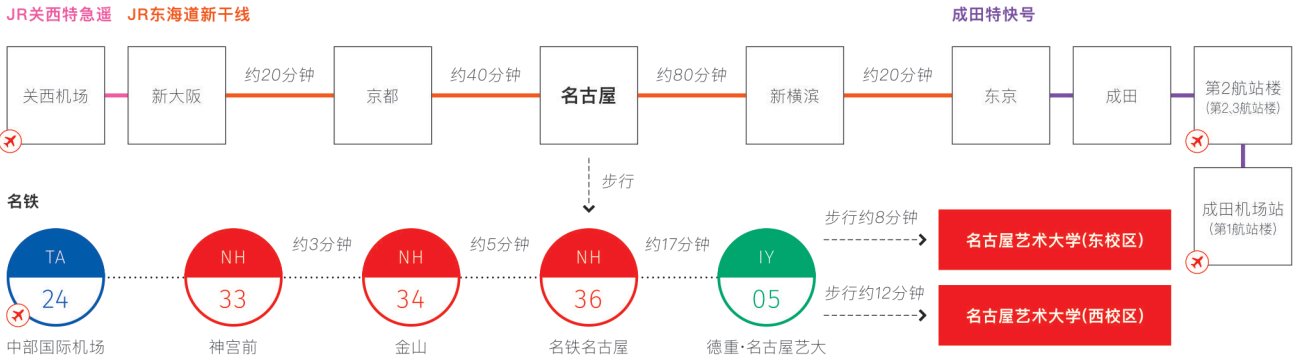 JR关西特急遥 JR东海道新干线 成田特快号
关西机场
新大阪
约20分钟
京都
约40分钟
名古屋
约80分钟
新横滨
约20分钟
东京
成田
第2航站楼
(第2、3航站楼)
步行
成田机场站
(第1航站楼)
名铁
TA
24
中部国际机场
NH
33
神宫前
约3分钟
NH
34
金山
约5分钟
NH
36
名铁名古屋
约17分钟
IY
05
德重·名古屋艺大
步行约8分钟
名古屋艺术大学(东校区)
步行约12分钟
名古屋艺术大学(西校区)